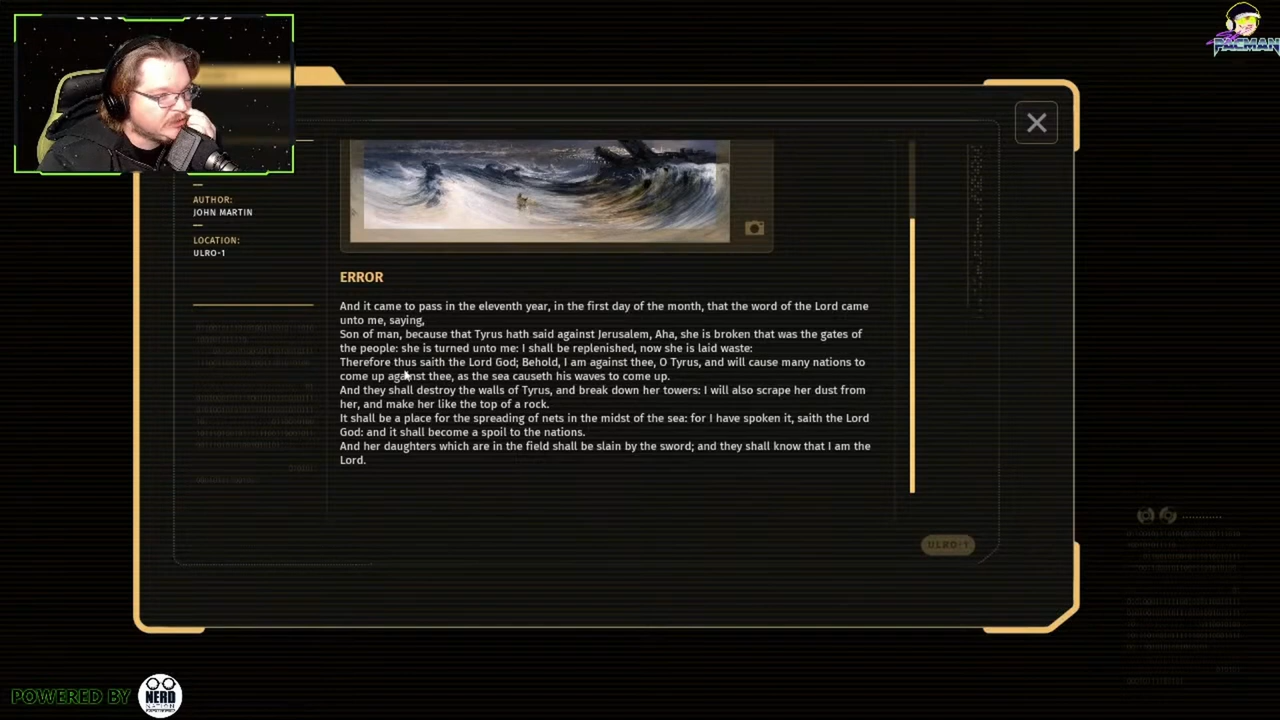 PACMAN
AUTHOR:
JOHN MARTIN
LOCATION:
ULRO-1
ERROR
And it came to pass in the eleventh year, in the first day of the month, that the word of the Lord came
unto me, saying,
Son of man, because that Tyrus hath said against Jerusalem, Aha, she is broken that was the gates of
the people: she is turned unto me: I shall be replenished, now she is laid waste:
Therefore thus saith the Lord God; Behold, I am against thee, O Tyrus, and will cause many nations to
come up against thee, as the sea causeth his waves to come up.
And they shall destroy the walls of Tyrus, and break down her towers: I will also scrape her dust from
her, and make her like the top of a rock.
It shall be a place for the spreading of nets in the midst of the sea: for I have spoken it, saith the Lord
God: and it shall become a spoil to the nations.
And her daughters which are in the field shall be slain by the sword; and they shall know that I am the
Lord.
ULRO-1
POWERED BY
NERD
NATION